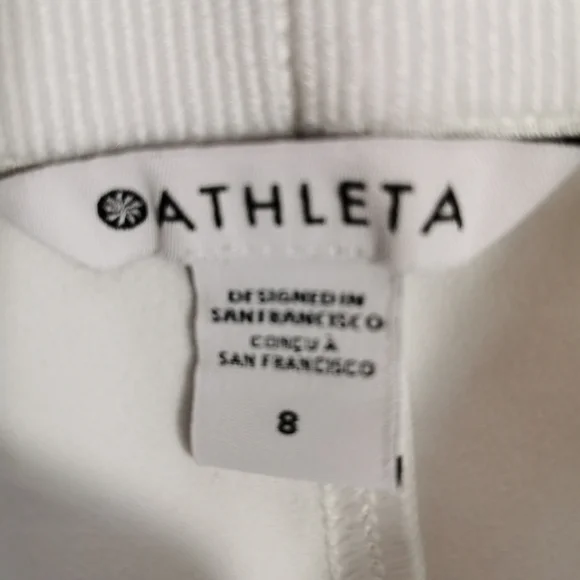 ATHLETA
DESIGNED IN
SAN FRANCISCO
CONÇU À
SAN FRANCISCO
8